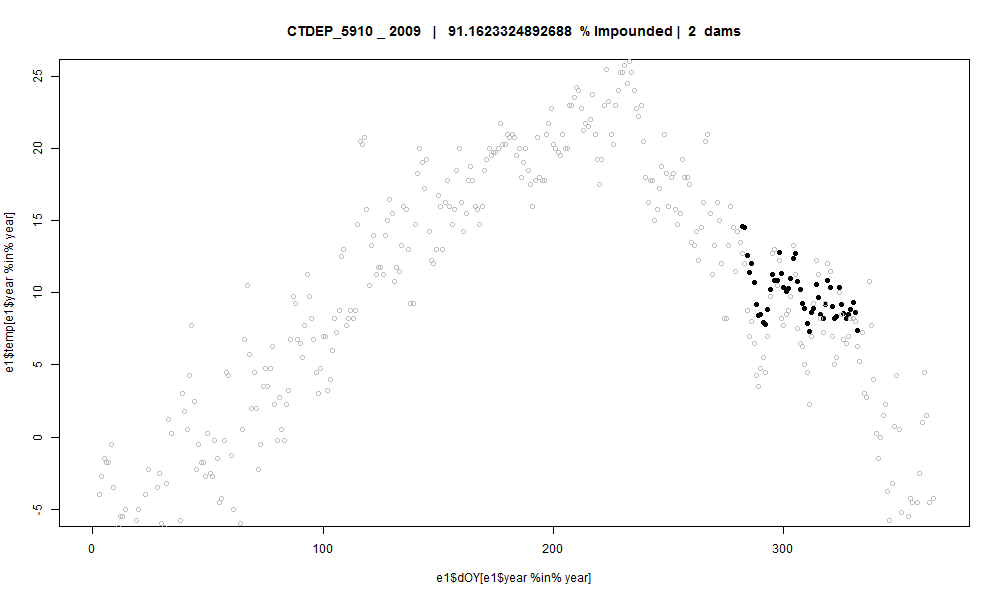 CTDEP_5910 _ 2009 | 91.1623324892688 % Impounded | 2 dams
e1$temp[e1$year %in% year]
25
20
15
10
5
0
-5
0 100 200 300
e1$dOY[e1$year %in% year]